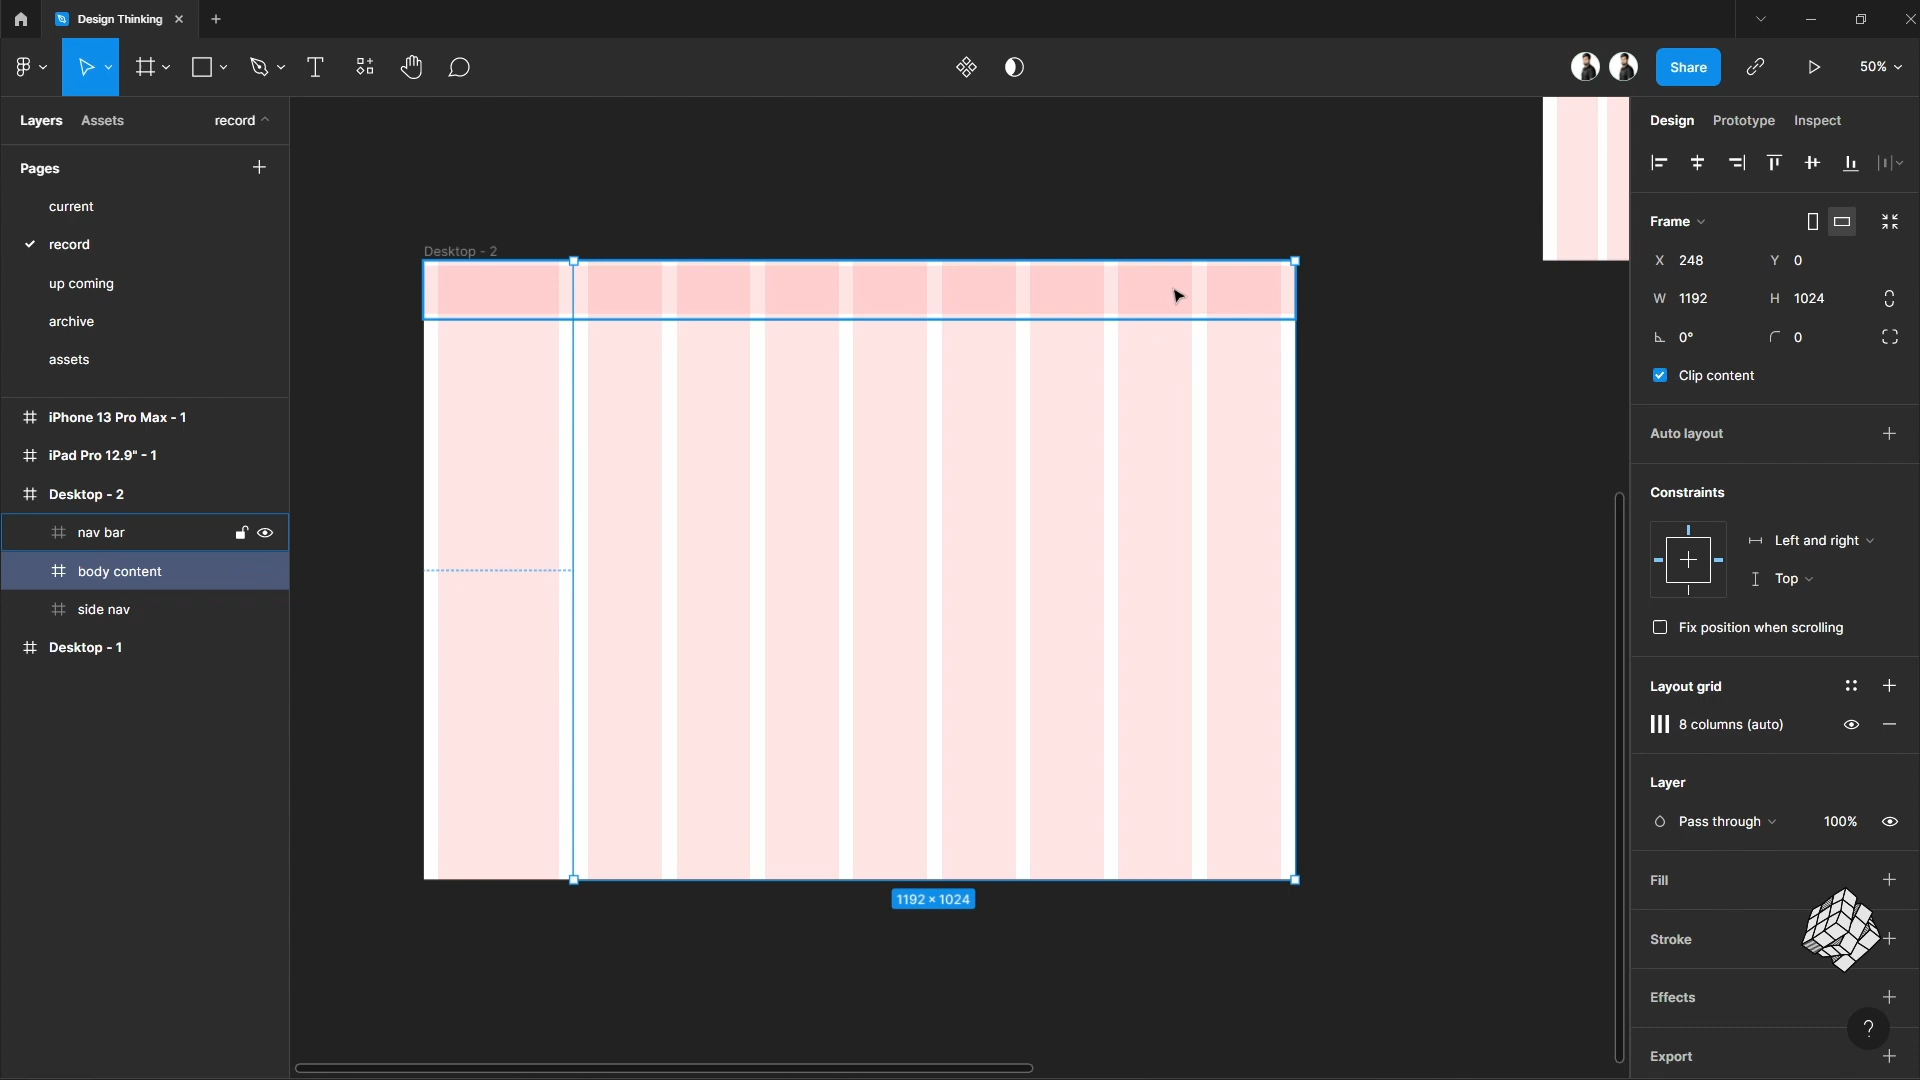 Design Thinking
Share
50%
Layers Assets record
Pages
current
record
up coming
archive
assets
iPhone 13 Pro Max - 1
iPad Pro 12.9" - 1
Desktop - 2
nav bar
body content
side nav
Desktop - 1
Desktop - 2
1192 × 1024
Design Prototype Inspect
Frame
X 248 Y 0
W 1192 H 1024
0° 0
Clip content
Auto layout
Constraints
Left and right
Top
Fix position when scrolling
Layout grid
8 columns (auto)
Layer
Pass through 100%
Fill
Stroke
Effects
?
Export